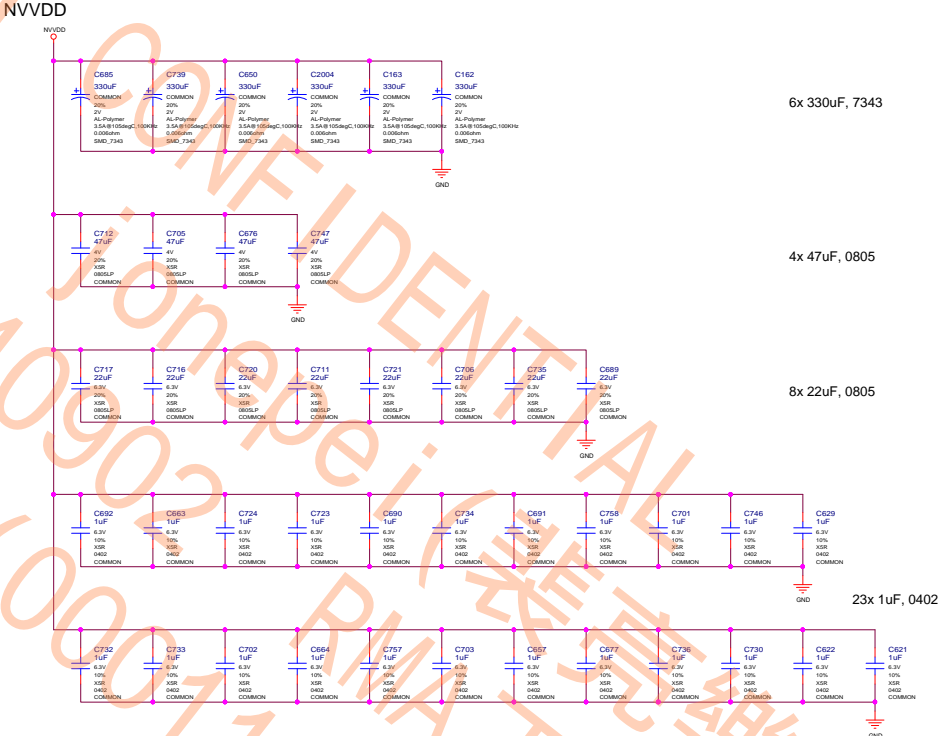 NVVDD
NVVDD
C685
330uF
COMMON
20%
2V
AL-Polymer
3.5A@105degC,100KHz
0.006ohm
SMD_7343
C739
330uF
COMMON
20%
2V
AL-Polymer
3.5A@105degC,100KHz
0.006ohm
SMD_7343
C650
330uF
COMMON
20%
2V
AL-Polymer
3.5A@105degC,100KHz
0.006ohm
SMD_7343
C2004
330uF
COMMON
20%
2V
AL-Polymer
3.5A@105degC,100KHz
0.006ohm
SMD_7343
C163
330uF
COMMON
20%
2V
AL-Polymer
3.5A@105degC,100KHz
0.006ohm
SMD_7343
C162
330uF
COMMON
20%
2V
AL-Polymer
3.5A@105degC,100KHz
0.006ohm
SMD_7343
6x 330uF, 7343
GND
C712
47uF
4V
20%
X5R
0805LP
COMMON
C705
47uF
4V
20%
X5R
0805LP
COMMON
C676
47uF
4V
20%
X5R
0805LP
COMMON
C747
47uF
4V
20%
X5R
0805LP
COMMON
4x 47uF, 0805
GND
C717
22uF
6.3V
20%
X5R
0805LP
COMMON
C716
22uF
6.3V
20%
X5R
0805LP
COMMON
C720
22uF
6.3V
20%
X5R
0805LP
COMMON
C711
22uF
6.3V
20%
X5R
0805LP
COMMON
C721
22uF
6.3V
20%
X5R
0805LP
COMMON
C706
22uF
6.3V
20%
X5R
0805LP
COMMON
C735
22uF
6.3V
20%
X5R
0805LP
COMMON
C689
22uF
6.3V
20%
X5R
0805LP
COMMON
8x 22uF, 0805
GND
C692
1uF
6.3V
10%
X5R
0402
COMMON
C663
1uF
6.3V
10%
X5R
0402
COMMON
C724
1uF
6.3V
10%
X5R
0402
COMMON
C723
1uF
6.3V
10%
X5R
0402
COMMON
C690
1uF
6.3V
10%
X5R
0402
COMMON
C734
1uF
6.3V
10%
X5R
0402
COMMON
C691
1uF
6.3V
10%
X5R
0402
COMMON
C758
1uF
6.3V
10%
X5R
0402
COMMON
C701
1uF
6.3V
10%
X5R
0402
COMMON
C746
1uF
6.3V
10%
X5R
0402
COMMON
C629
1uF
6.3V
10%
X5R
0402
COMMON
GND
23x 1uF, 0402
C732
1uF
6.3V
10%
X5R
0402
COMMON
C733
1uF
6.3V
10%
X5R
0402
COMMON
C702
1uF
6.3V
10%
X5R
0402
COMMON
C664
1uF
6.3V
10%
X5R
0402
COMMON
C757
1uF
6.3V
10%
X5R
0402
COMMON
C703
1uF
6.3V
10%
X5R
0402
COMMON
C657
1uF
6.3V
10%
X5R
0402
COMMON
C677
1uF
6.3V
10%
X5R
0402
COMMON
C736
1uF
6.3V
10%
X5R
0402
COMMON
C730
1uF
6.3V
10%
X5R
0402
COMMON
C622
1uF
6.3V
10%
X5R
0402
COMMON
C621
1uF
6.3V
10%
X5R
0402
COMMON
GND
CONFIDENTIAL
jonepei(裴亮
RMA